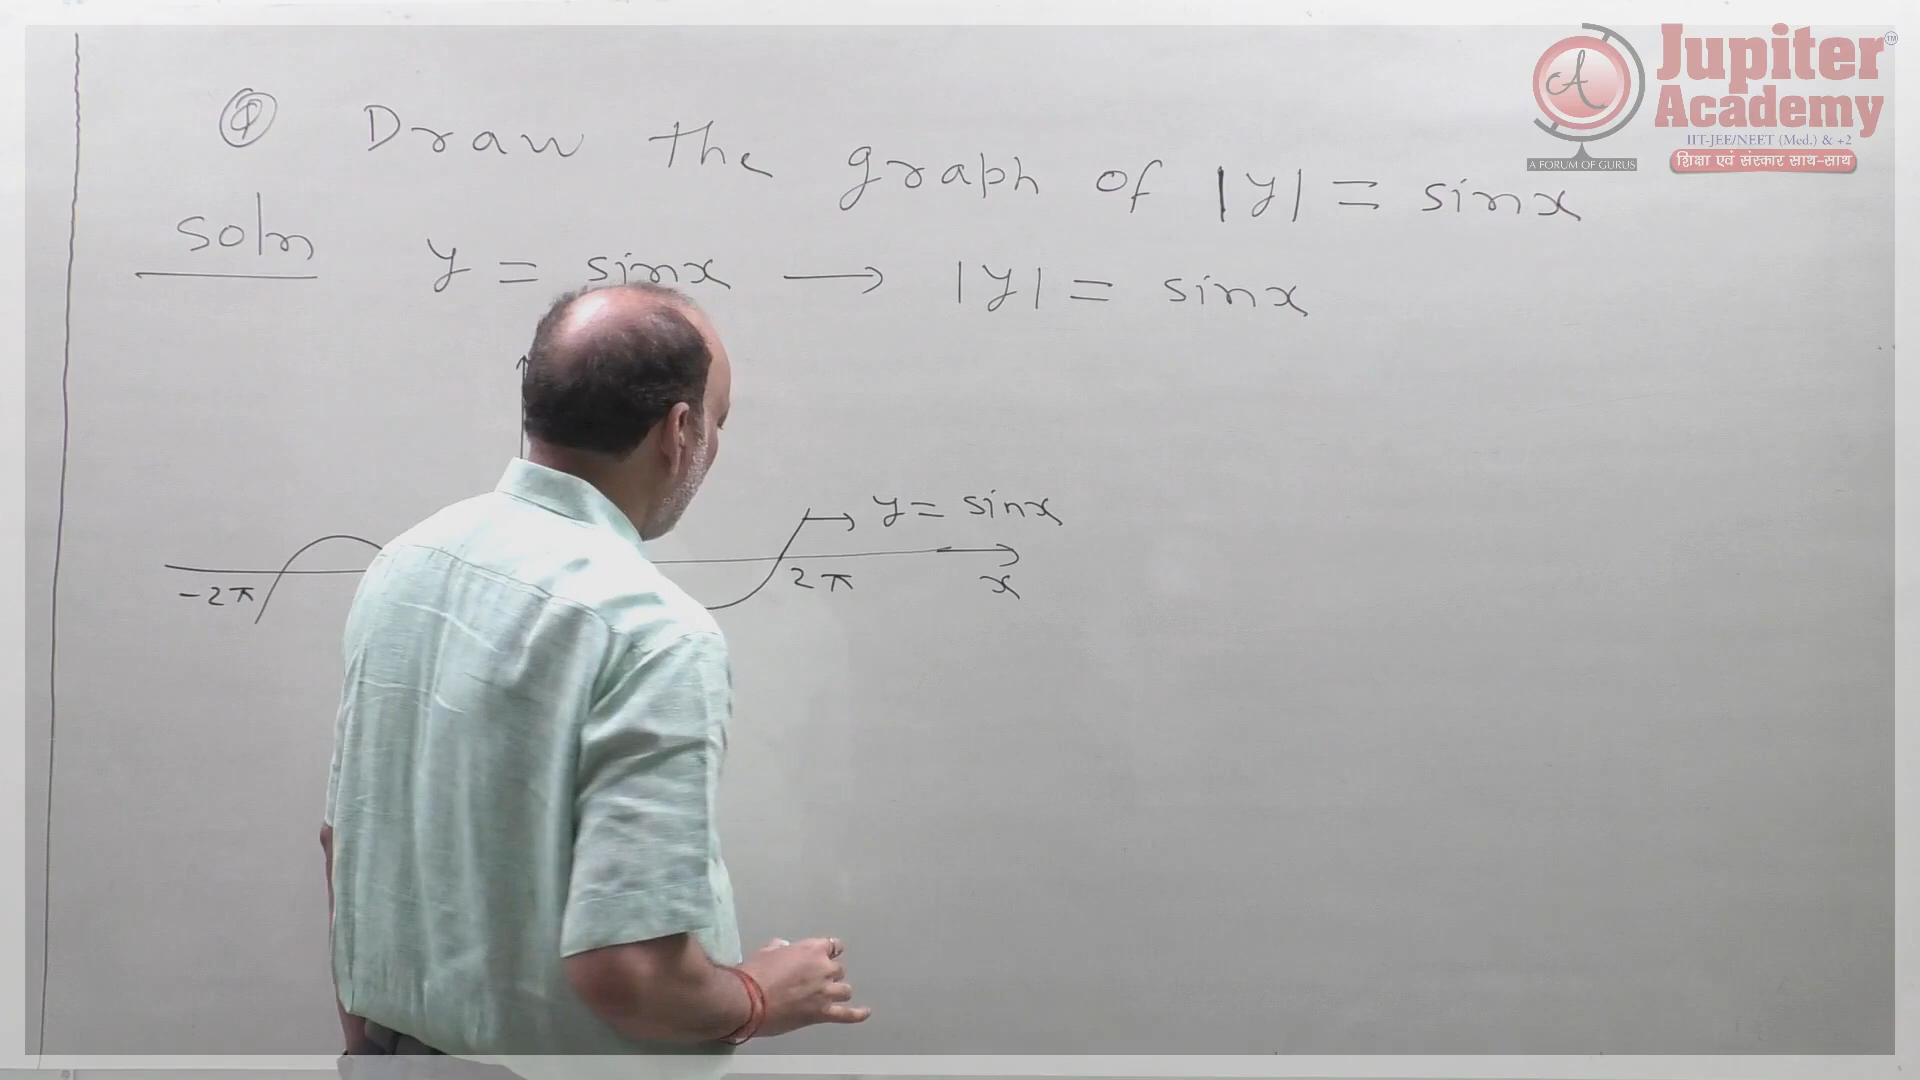 Q Draw the graph of |y| = sinx
Soln y = sinx → |y| = sinx
y = sinx
-2π 2π x
Jupiter Academy TM
IIT-JEE/NEET (Med.) & +2
A FORUM OF GURUS
शिक्षा एवं संस्कार साथ-साथ